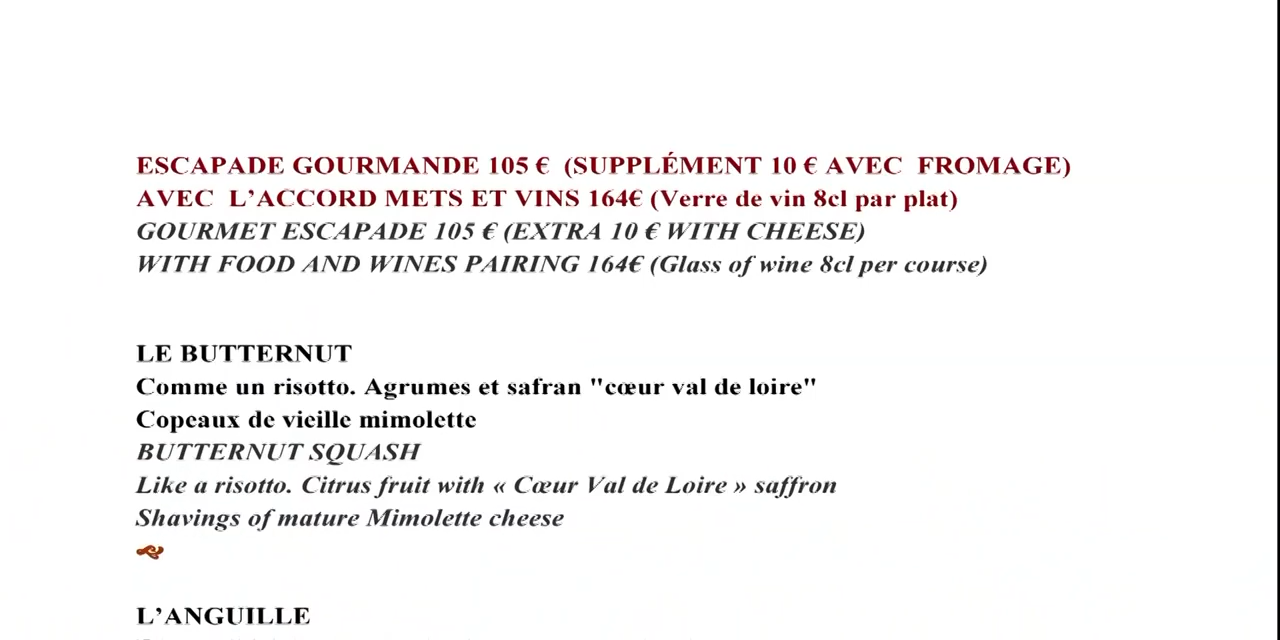 ESCAPADE GOURMANDE 105 € (SUPPLÉMENT 10 € AVEC FROMAGE)
AVEC L’ACCORD METS ET VINS 164€ (Verre de vin 8cl par plat)
GOURMET ESCAPADE 105 € (EXTRA 10 € WITH CHEESE)
WITH FOOD AND WINES PAIRING 164€ (Glass of wine 8cl per course)
LE BUTTERNUT
Comme un risotto. Agrumes et safran "cœur val de loire"
Copeaux de vieille mimolette
BUTTERNUT SQUASH
Like a risotto. Citrus fruit with « Cœur Val de Loire » saffron
Shavings of mature Mimolette cheese
L’ANGUILLE